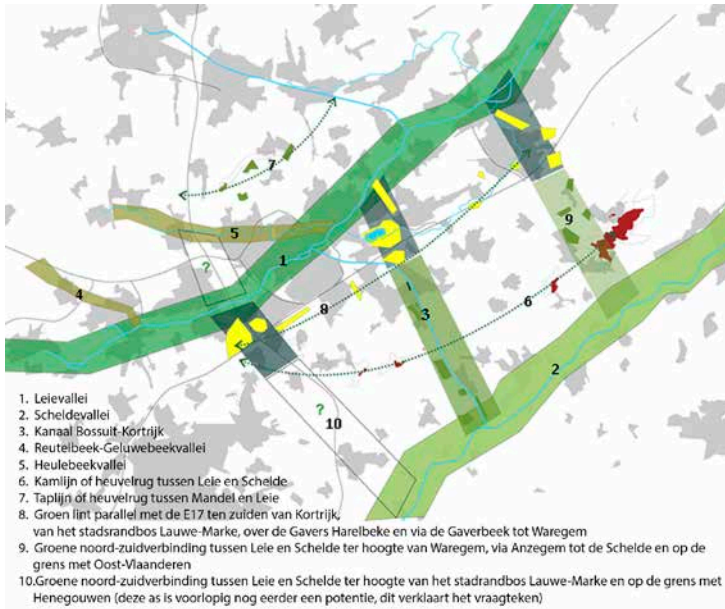 7
5
?
1
4
9
8
3
6
2
?
10
1. Leievallei
2. Scheldevallei
3. Kanaal Bossuit-Kortrijk
4. Reutelbeek-Geluwebeekvallei
5. Heulebeekvallei
6. Kamlijn of heuvelrug tussen Leie en Schelde
7. Taplijn of heuvelrug tussen Mandel en Leie
8. Groen lint parallel met de E17 ten zuiden van Kortrijk,
van het stadsrandbos Lauwe-Marke, over de Gavers Harelbeke en via de Gaverbeek tot Waregem
9. Groene noord-zuidverbinding tussen Leie en Schelde ter hoogte van Waregem, via Anzegem tot de Schelde en op de
grens met Oost-Vlaanderen
10.Groene noord-zuidverbinding tussen Leie en Schelde ter hoogte van het stadrandbos Lauwe-Marke en op de grens met
Henegouwen (deze as is voorlopig nog eerder een potentie, dit verklaart het vraagteken)